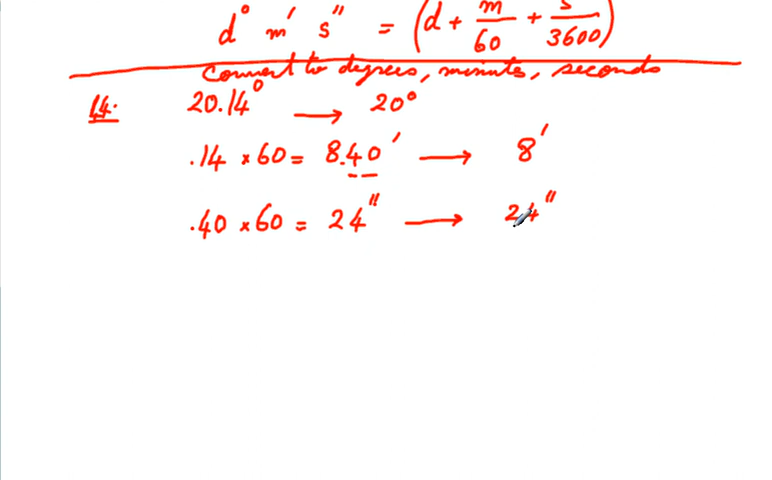 d° m' s" = (d + m/60 + s/3600)
Convert to degrees, minutes, seconds
14. 20.14° → 20°
.14 × 60 = 8.40' → 8'
.40 × 60 = 24" → 24"